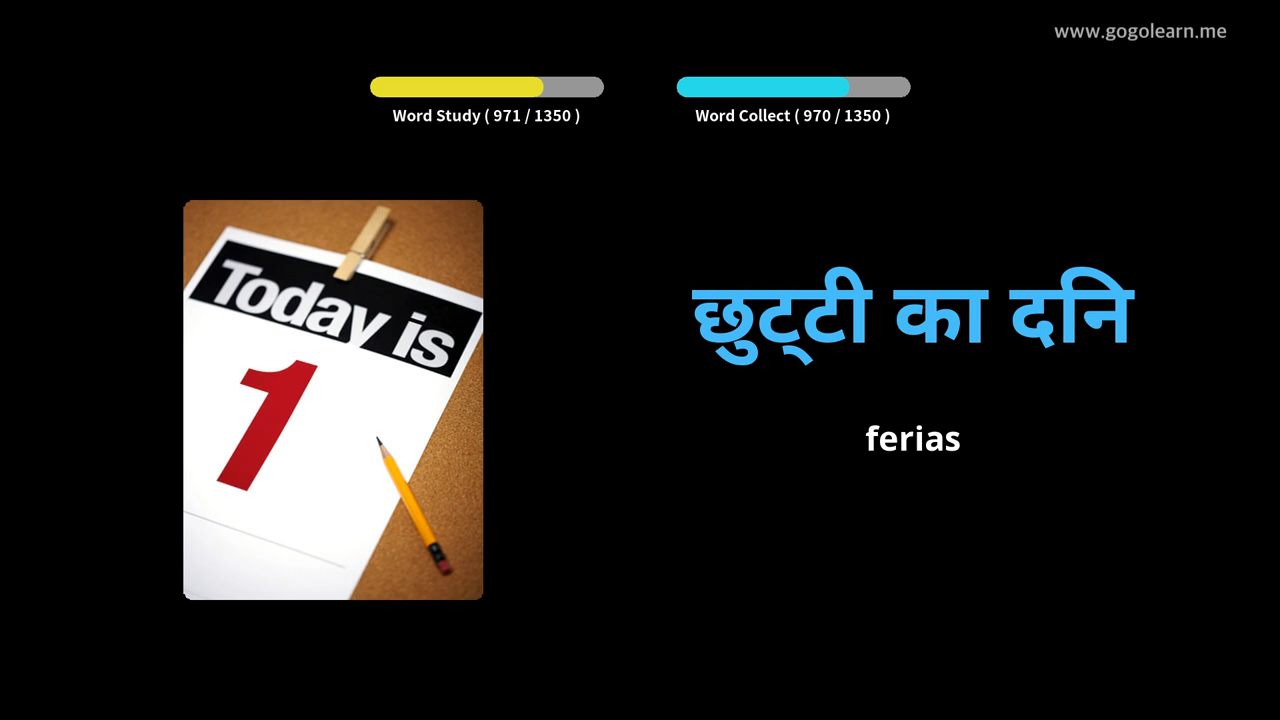 www.gogolearn.me
Word Study ( 971 / 1350 )
Word Collect ( 970 / 1350 )
Today is
1
छुट्‌टी का दनि
ferias